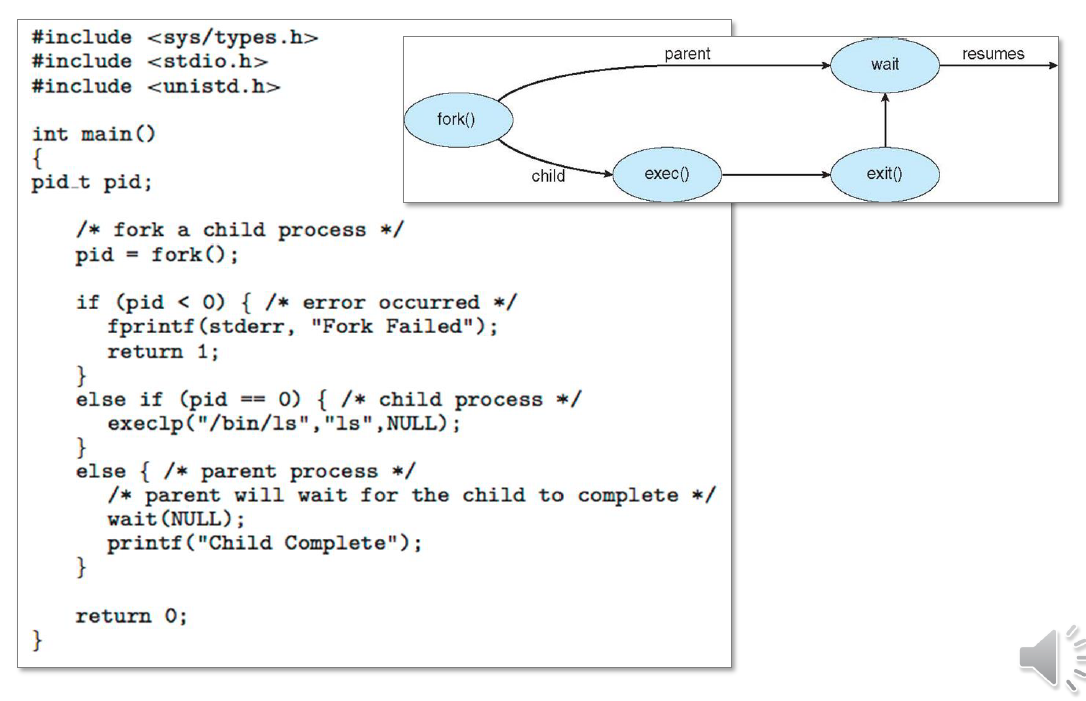 #include <sys/types.h>
#include <stdio.h>
#include <unistd.h>
int main()
{
pid_t pid;
/* fork a child process */
pid = fork();
if (pid < 0) { /* error occurred */
fprintf(stderr, "Fork Failed");
return 1;
}
else if (pid == 0) { /* child process */
execlp("/bin/ls","ls",NULL);
}
else { /* parent process */
/* parent will wait for the child to complete */
wait(NULL);
printf("Child Complete");
}
return 0;
}
parent
wait
resumes
fork()
child
exec()
exit()